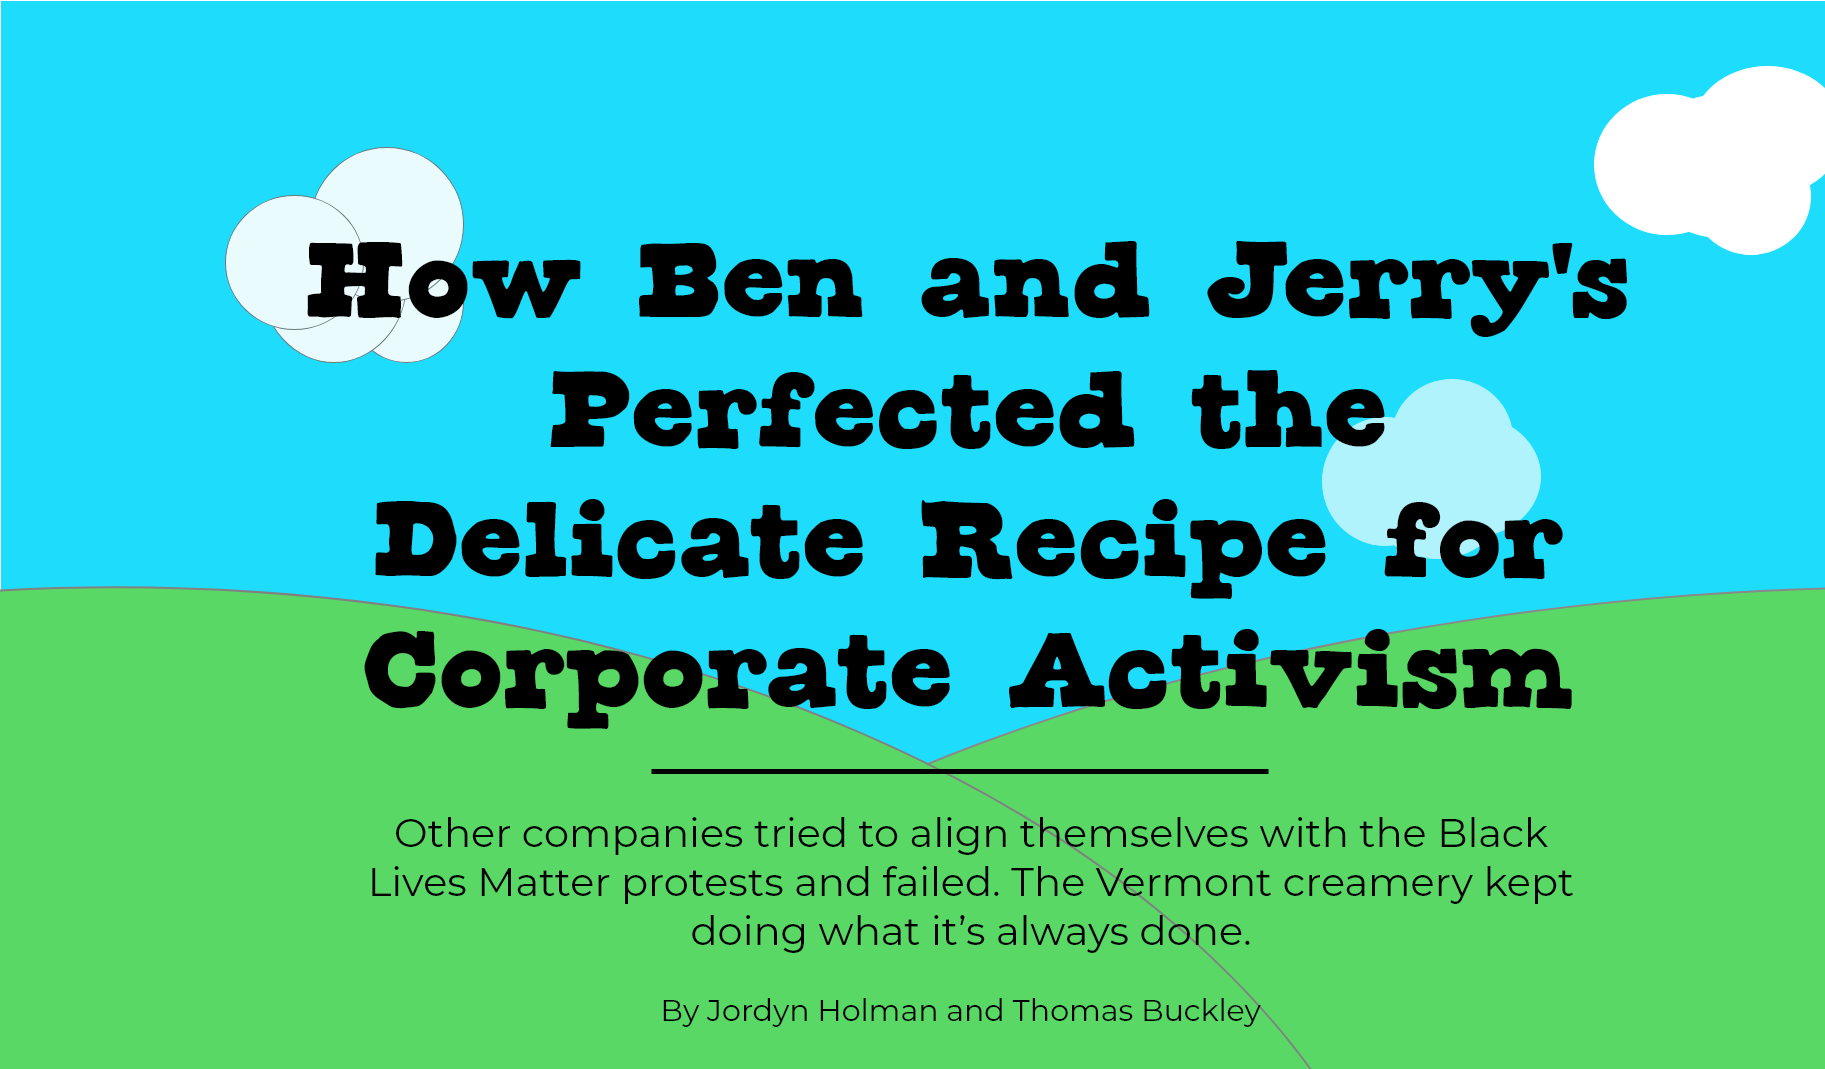 How Ben and Jerry's
Perfected the
Delicate Recipe for
Corporate Activism
Other companies tried to align themselves with the Black
Lives Matter protests and failed. The Vermont creamery kept
doing what it’s always done.
By Jordyn Holman and Thomas Buckley